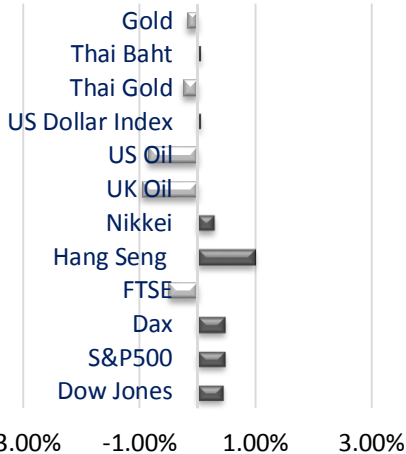 Gold
Thai Baht
Thai Gold
US Dollar Index
US Oil
UK Oil
Nikkei
Hang Seng
FTSE
Dax
S&P500
Dow Jones
3.00% -1.00% 1.00% 3.00%